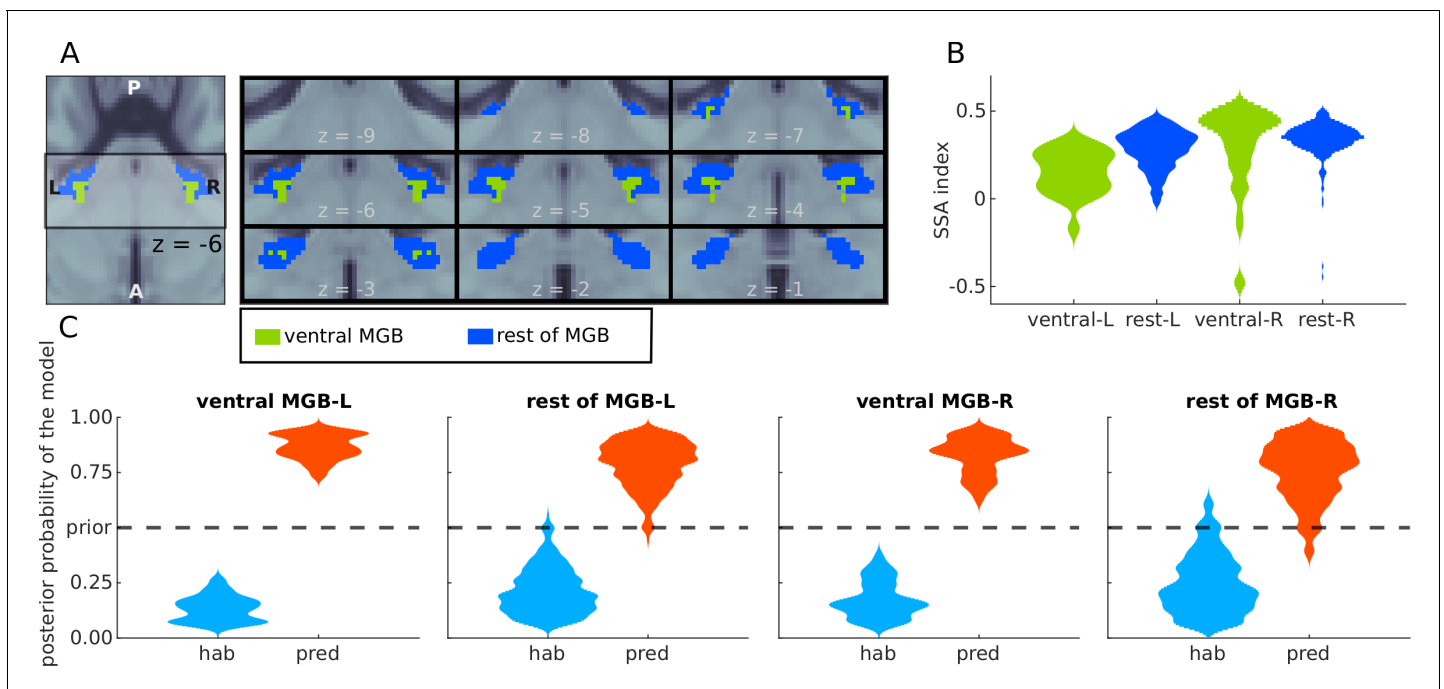 A
P
L
R
z = -6
A
z = -9
z = -8
z = -7
z = -6
z = -5
z = -4
z = -3
z = -2
z = -1
ventral MGB
rest of MGB
B
SSA index
0.5
0
-0.5
ventral-L
rest-L
ventral-R
rest-R
C
posterior probability of the model
1.00
0.75
prior
0.25
0.00
ventral MGB-L
hab
pred
rest of MGB-L
hab
pred
ventral MGB-R
hab
pred
rest of MGB-R
hab
pred